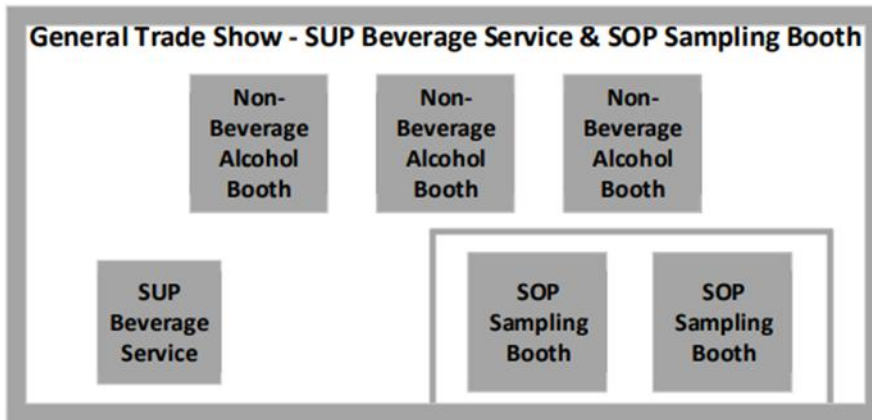 General Trade Show - SUP Beverage Service & SOP Sampling Booth
Non-
Beverage
Alcohol
Booth
Non-
Beverage
Alcohol
Booth
Non-
Beverage
Alcohol
Booth
SUP
Beverage
Service
SOP
Sampling
Booth
SOP
Sampling
Booth